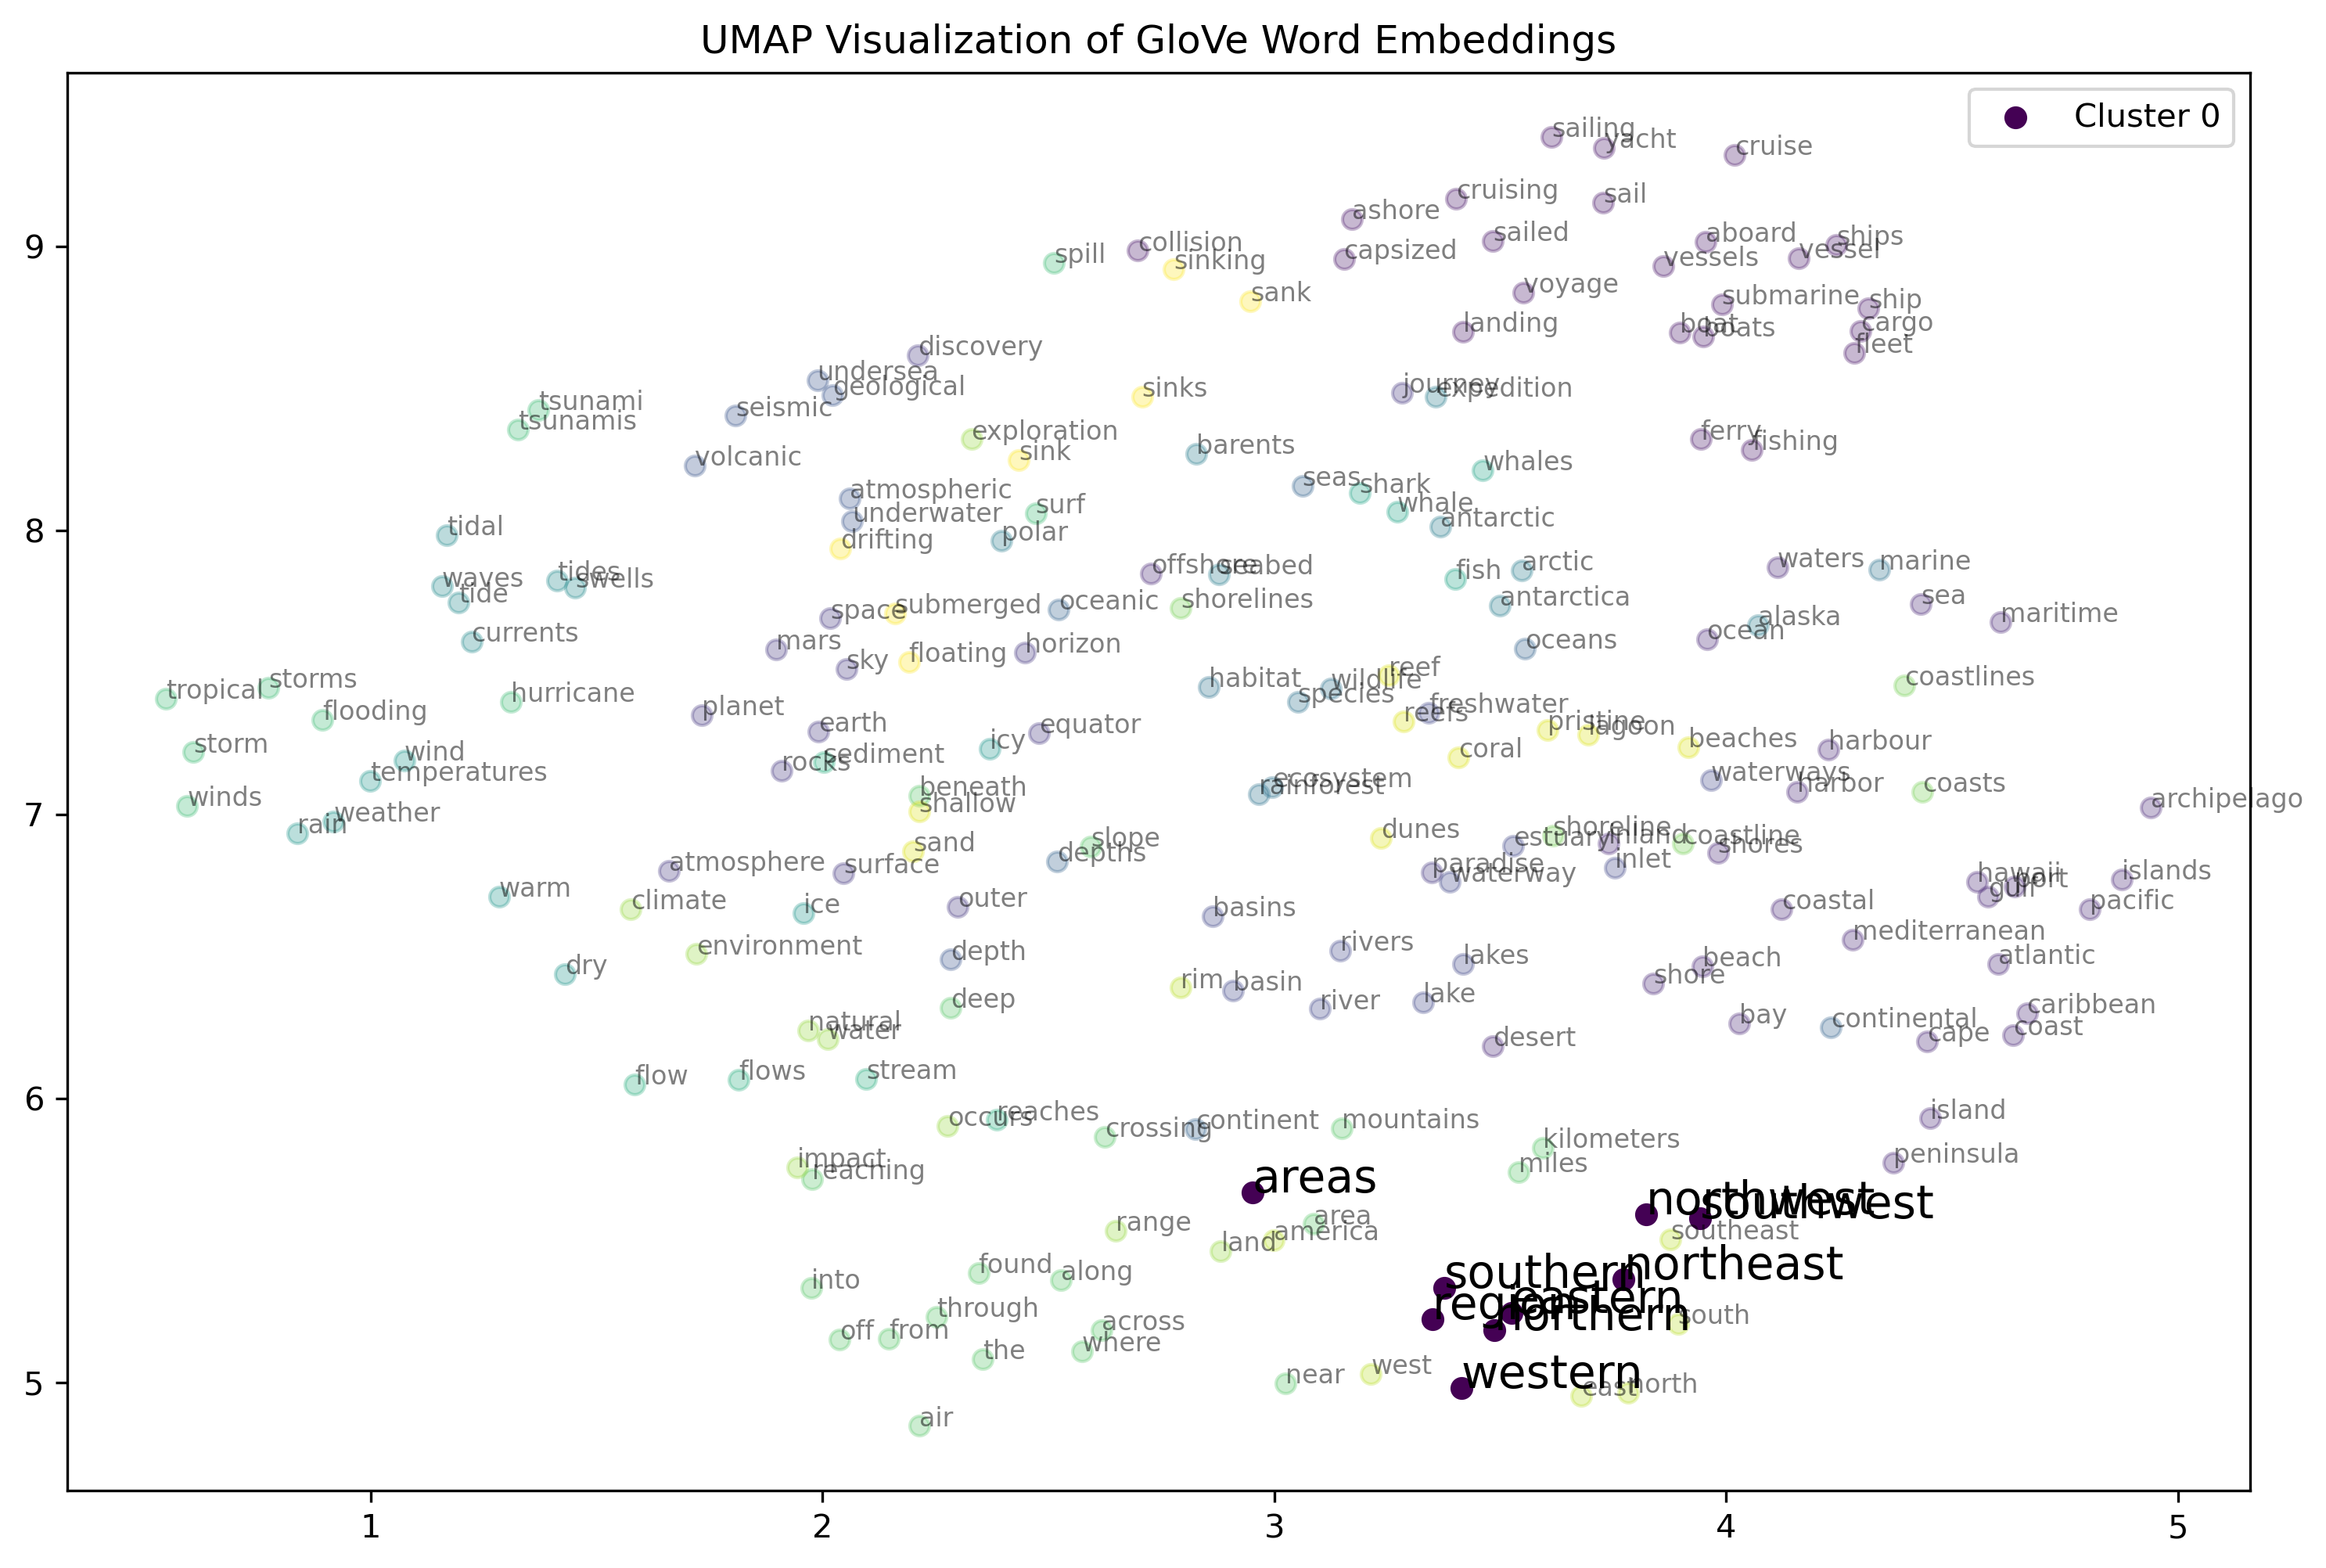 UMAP Visualization of GloVe Word Embeddings
Cluster 0
sailing
yacht
cruise
cruising
sail
ashore
sailed
aboard
ships
collision
capsized
vessel
spill
sinking
vessels
voyage
sank
submarine
ship
landing
boat
boats
cargo
fleet
discovery
undersea
geological
sinks
journey
expedition
tsunami
tsunamis
seismic
exploration
ferry
fishing
sink
barents
volcanic
whales
seas
shark
atmospheric
underwater
surf
whale
antarctic
tidal
drifting
polar
waves
tides
swells
tide
offshore
seabed
fish
arctic
waters
marine
currents
space
submerged
oceanic
shorelines
antarctica
sea
maritime
mars
sky
floating
horizon
oceans
ocean
alaska
tropical
storms
hurricane
habitat
wildlife
species
reef
coastlines
flooding
planet
earth
equator
reefs
freshwater
pristine
lagoon
storm
wind
temperatures
rocks
sediment
icy
coral
beaches
harbour
winds
weather
rain
beneath
shallow
rainforest
ecosystem
waterways
harbor
coasts
archipelago
sand
slope
depths
dunes
estuary
shoreline
inland
coastline
shores
inlet
atmosphere
surface
paradise
waterway
warm
climate
ice
outer
basins
coastal
hawaii
gulf
port
islands
pacific
environment
depth
rivers
lakes
mediterranean
atlantic
dry
deep
rim
basin
river
lake
shore
beach
natural
water
desert
bay
continental
cape
caribbean
coast
flow
flows
stream
occurs
reaches
crossing
continent
mountains
kilometers
miles
island
peninsula
impact
reaching
areas
range
land
america
area
northwest
southwest
southeast
into
found
along
southern
northeast
region
eastern
northern
south
off
from
through
the
across
where
near
west
western
east
north
air
9
8
7
6
5
1
2
3
4
5